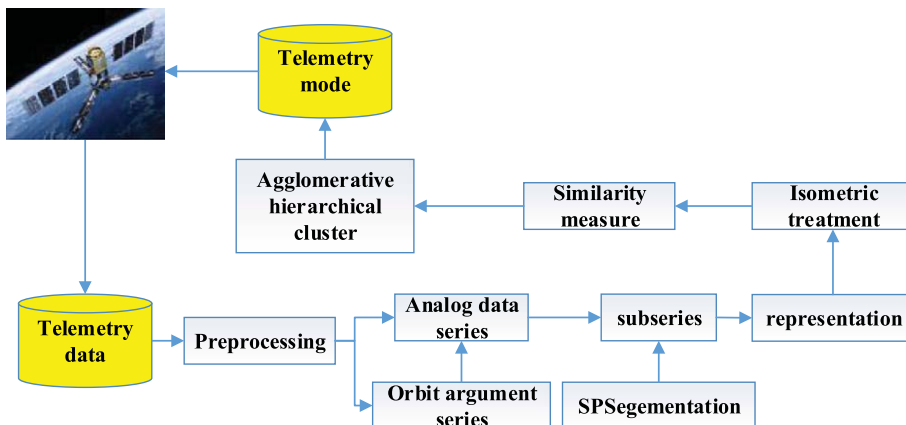 Telemetry
mode
Agglomerative
hierarchical
cluster
Similarity
measure
Isometric
treatment
Telemetry
data
Preprocessing
Analog data
series
subseries
representation
Orbit argument
series
SPSegementation